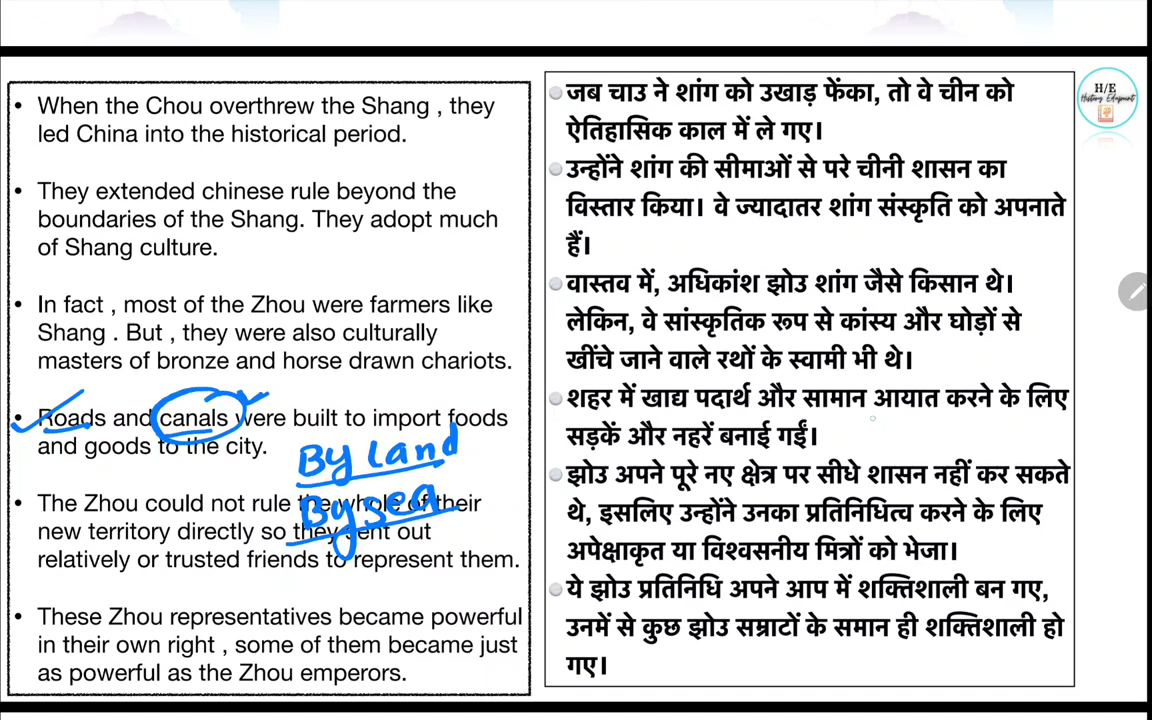 • When the Chou overthrew the Shang , they
led China into the historical period.
• They extended chinese rule beyond the
boundaries of the Shang. They adopt much
of Shang culture.
• In fact , most of the Zhou were farmers like
Shang . But , they were also culturally
masters of bronze and horse drawn chariots.
• Roads and canals were built to import foods
and goods to the city.
By land
• The Zhou could not rule the whole of their
By sea
new territory directly so they sent out
relatively or trusted friends to represent them.
• These Zhou representatives became powerful
in their own right , some of them became just
as powerful as the Zhou emperors.
जब चाउ ने शांग को उखाड़ फेंका, तो वे चीन को
ऐतिहासिक काल में ले गए।
उन्होंने शांग की सीमाओं से परे चीनी शासन का
विस्तार किया। वे ज्यादातर शांग संस्कृति को अपनाते
हैं।
वास्तव में, अधिकांश झोउ शांग जैसे किसान थे।
लेकिन, वे सांस्कृतिक रूप से कांस्य और घोड़ों से
खींचे जाने वाले रथों के स्वामी भी थे।
शहर में खाद्य पदार्थ और सामान आयात करने के लिए
सड़कें और नहरें बनाई गईं।
झोउ अपने पूरे नए क्षेत्र पर सीधे शासन नहीं कर सकते
थे, इसलिए उन्होंने उनका प्रतिनिधित्व करने के लिए
अपेक्षाकृत या विश्वसनीय मित्रों को भेजा।
ये झोउ प्रतिनिधि अपने आप में शक्तिशाली बन गए,
उनमें से कुछ झोउ सम्राटों के समान ही शक्तिशाली हो
गए।
H/E
History Edupoint